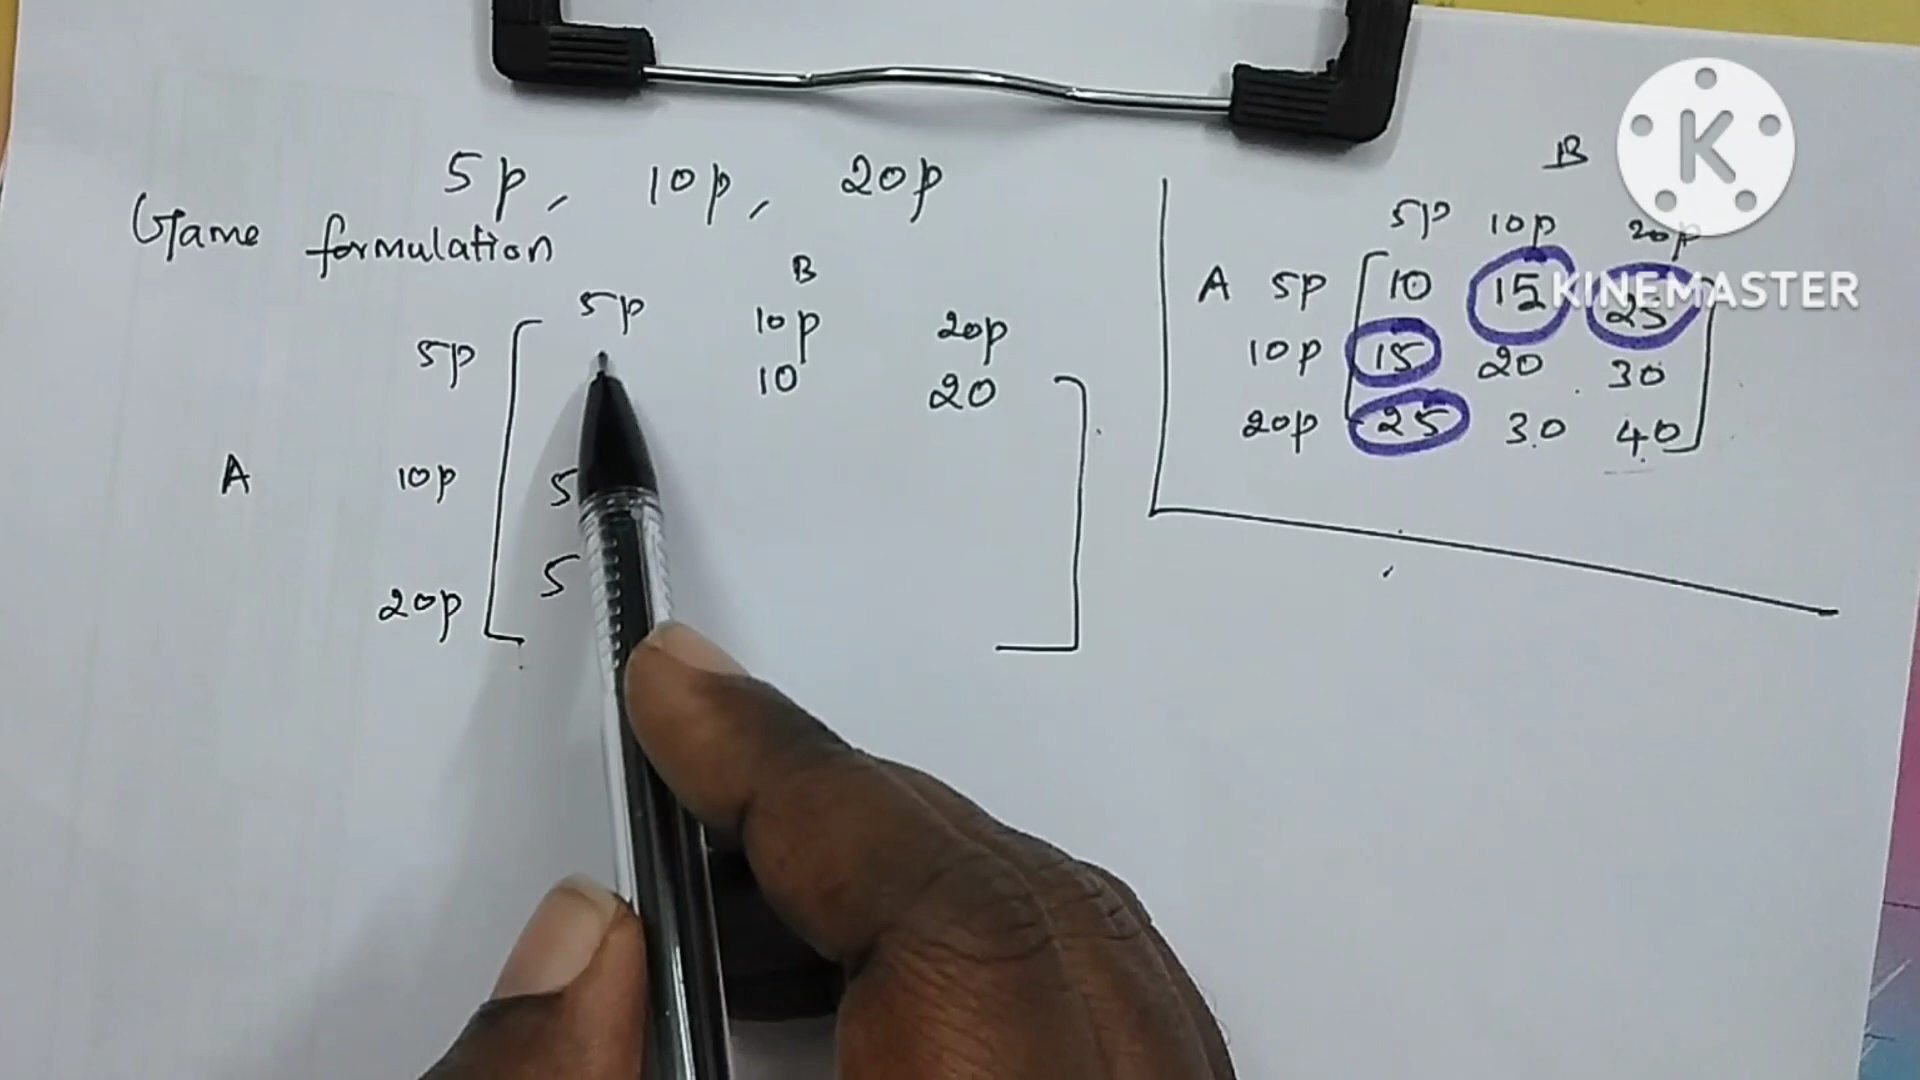 5p, 10p, 20p
Game formulation
B
5p 10p 20p
5p 10 20
A 10p 5
20p 5
B
5p 10p 20p
A 5p 10 15 25
10p 15 20 30
20p 25 30 40
K
KINEMASTER